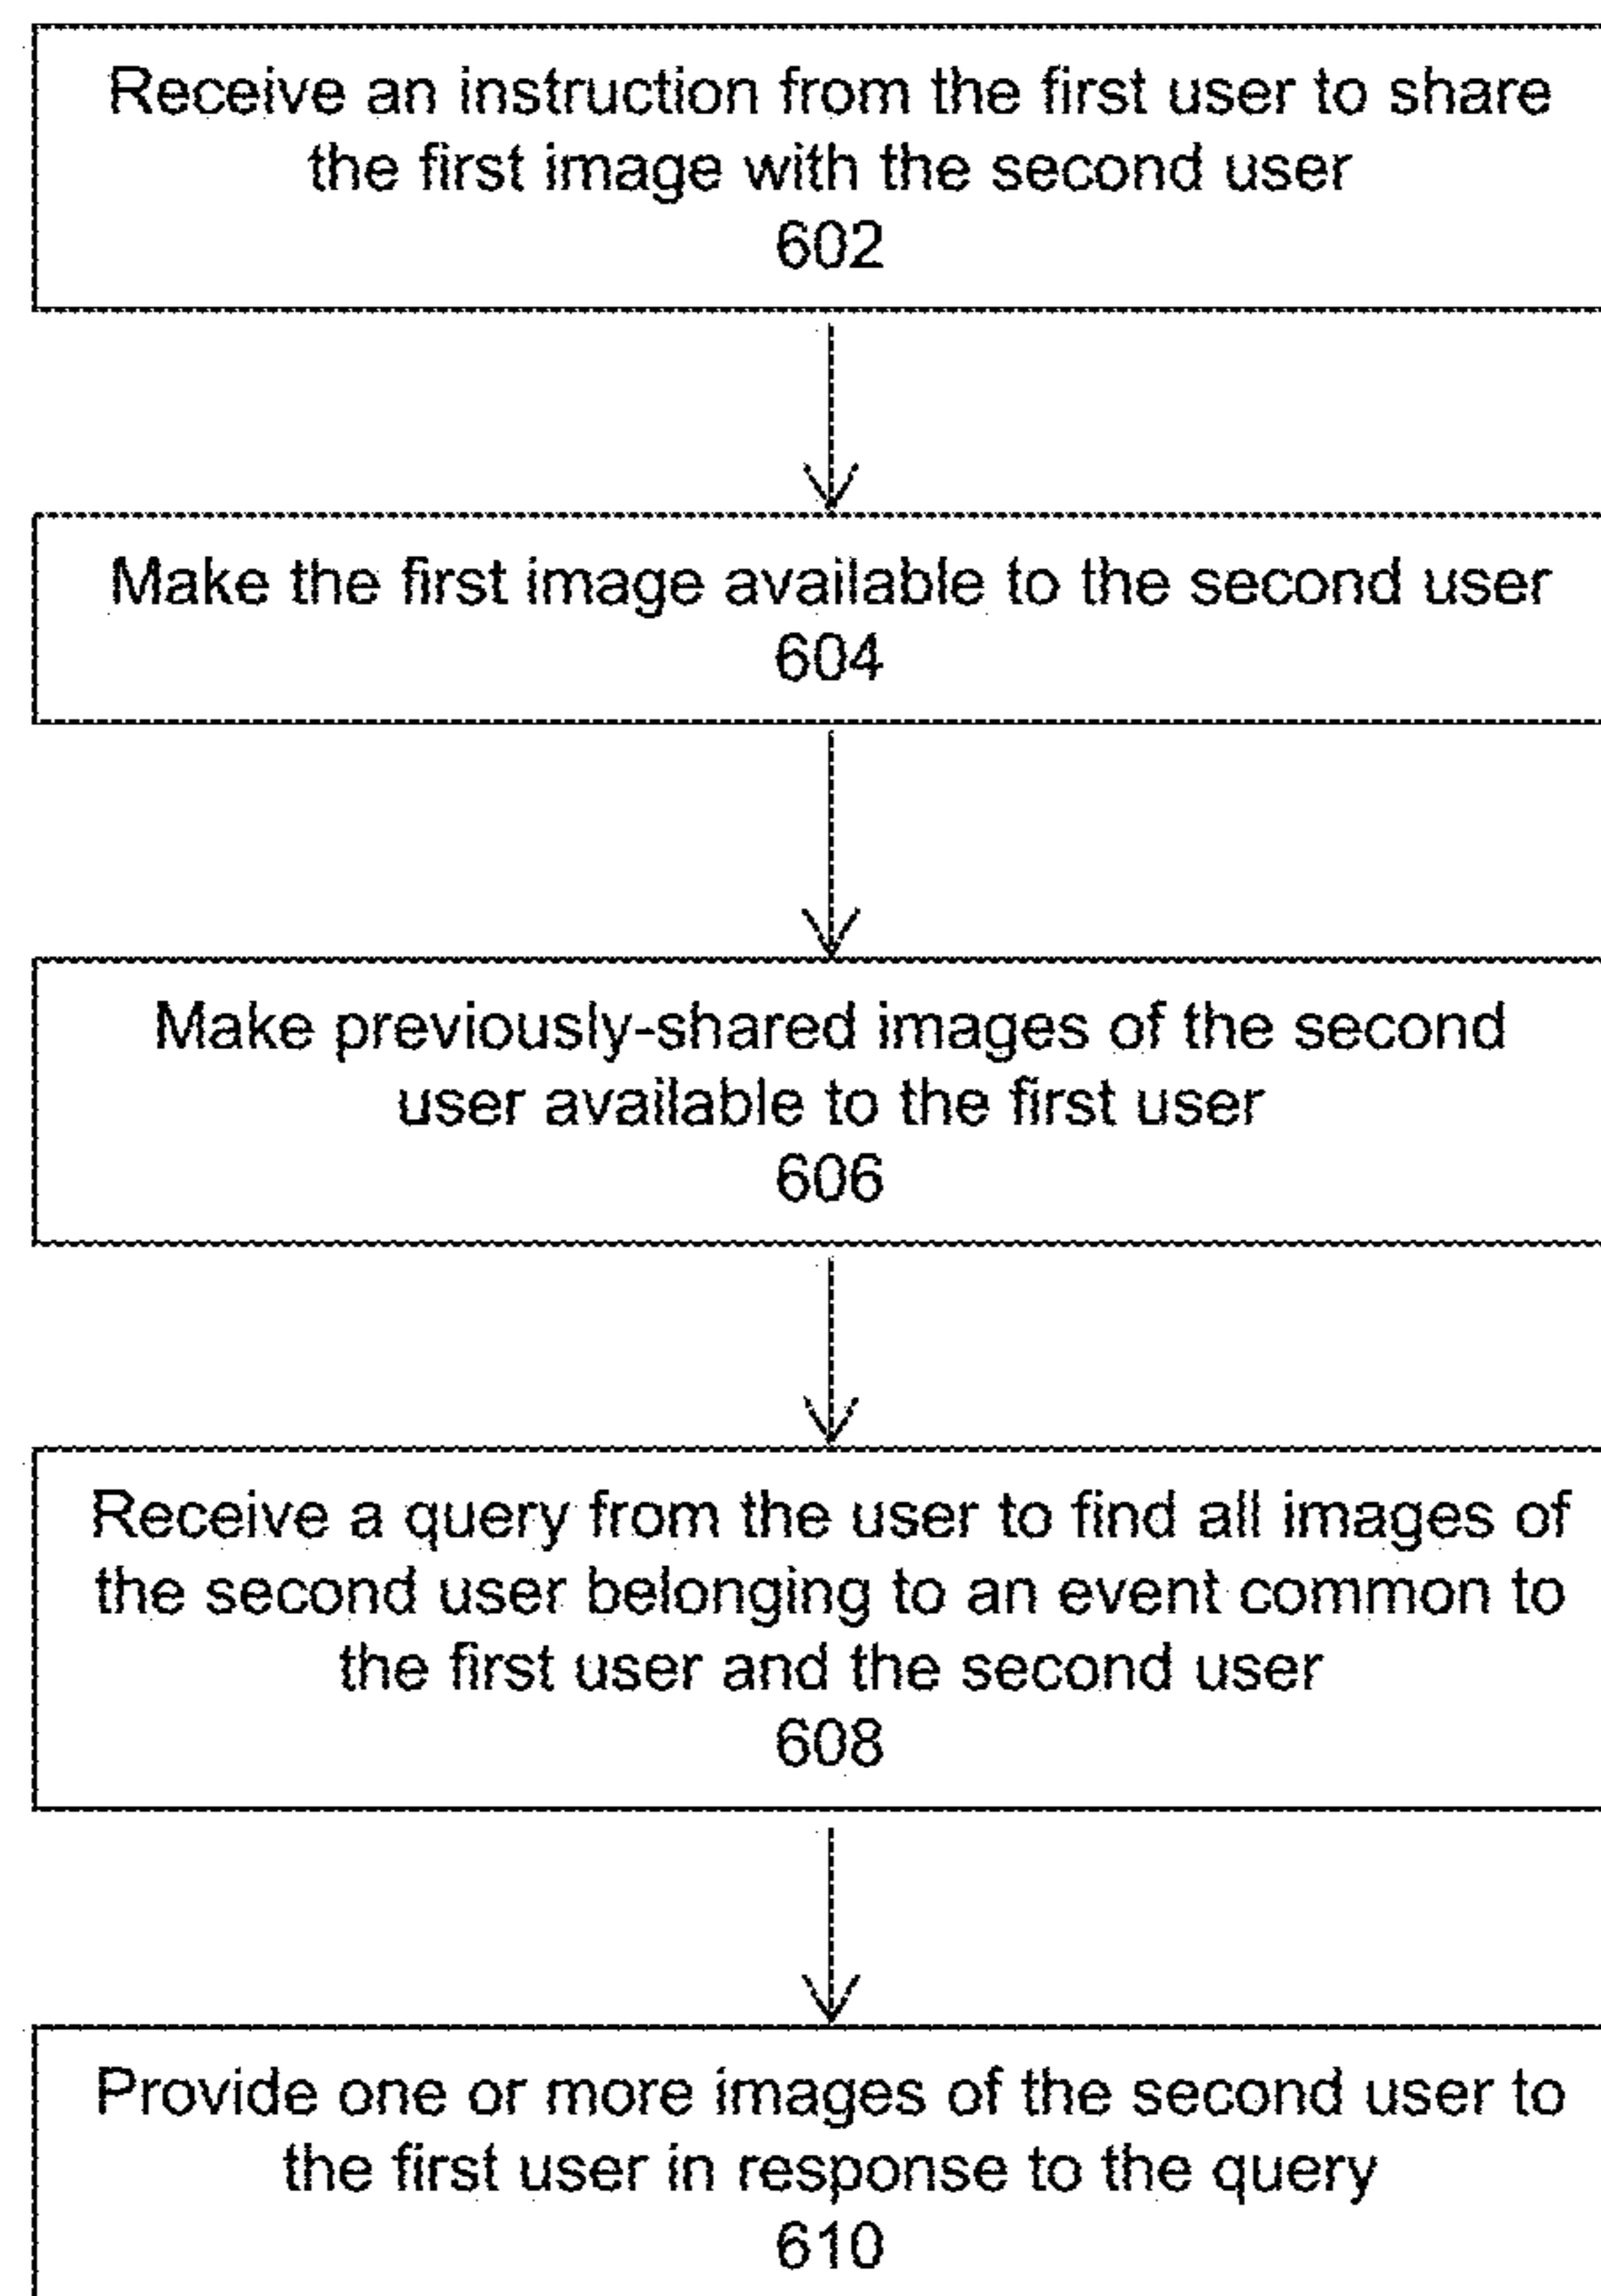 Receive an instruction from the first user to share
the first image with the second user
602
Make the first image available to the second user
604
Make previously-shared images of the second
user available to the first user
606
Receive a query from the user to find all images of
the second user belonging to an event common to
the first user and the second user
608
Provide one or more images of the second user to
the first user in response to the query
610